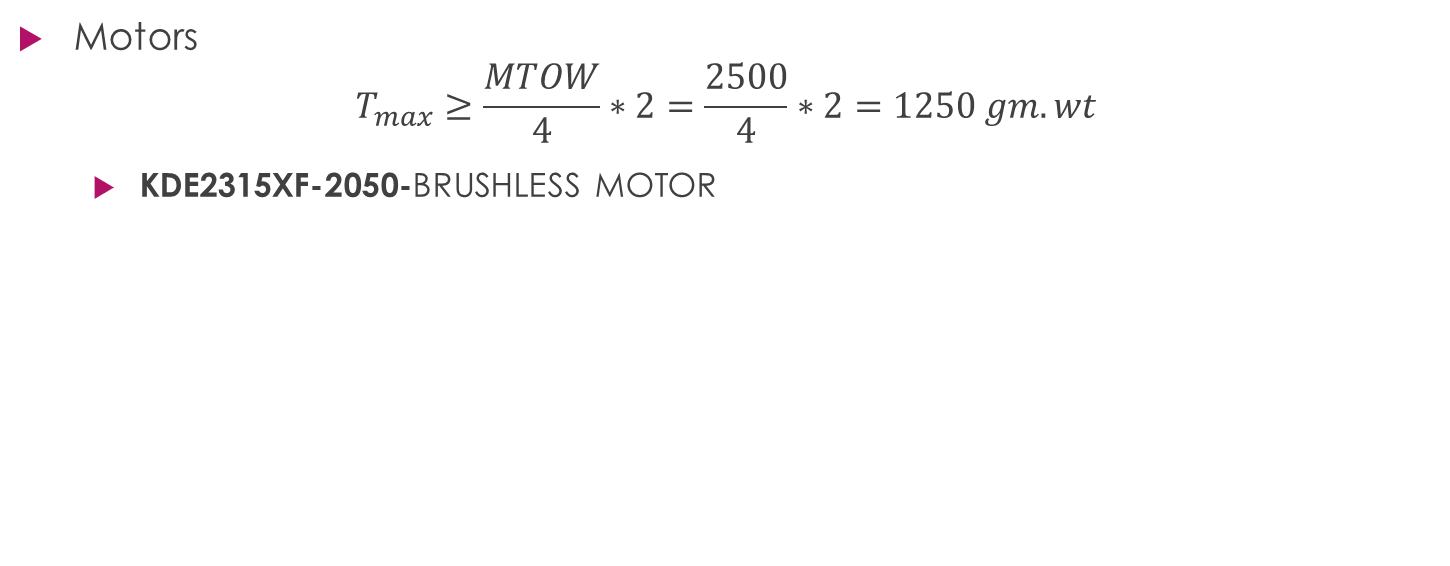 Motors
T_max ≥ MTOW/4 * 2 = 2500/4 * 2 = 1250 gm.wt
KDE2315XF-2050-BRUSHLESS MOTOR